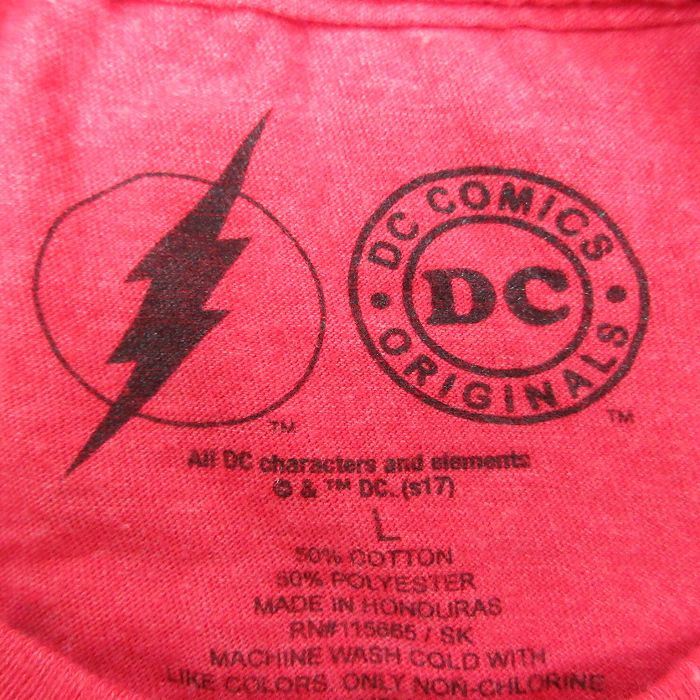 DC COMICS
DC
ORIGINALS
TM
TM
All DC characters and elements
© & ™ DC. (s17)
L
50% COTTON
50% POLYESTER
MADE IN HONDURAS
RN#115665 / SK
MACHINE WASH COLD WITH
LIKE COLORS. ONLY NON-CHLORINE